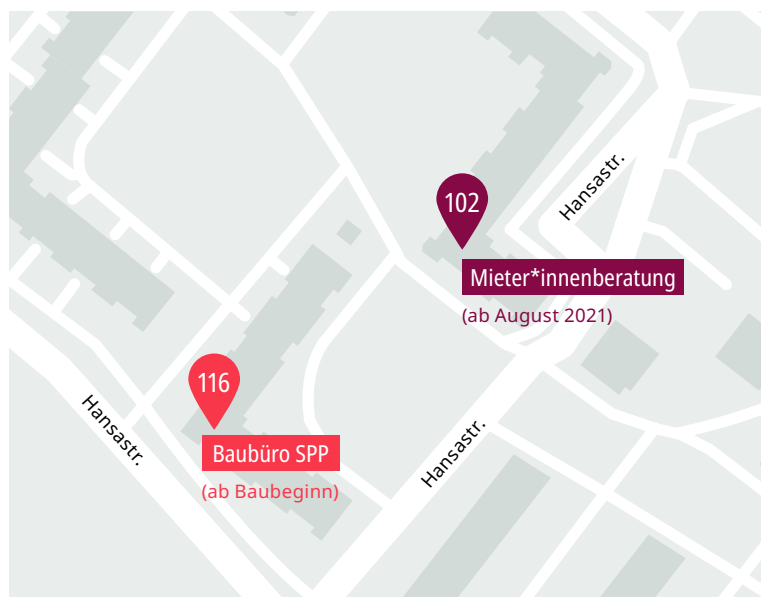 Hansastr.
102
Mieter*innenberatung
(ab August 2021)
116
Baubüro SPP
(ab Baubeginn)
Hansastr.
Hansastr.